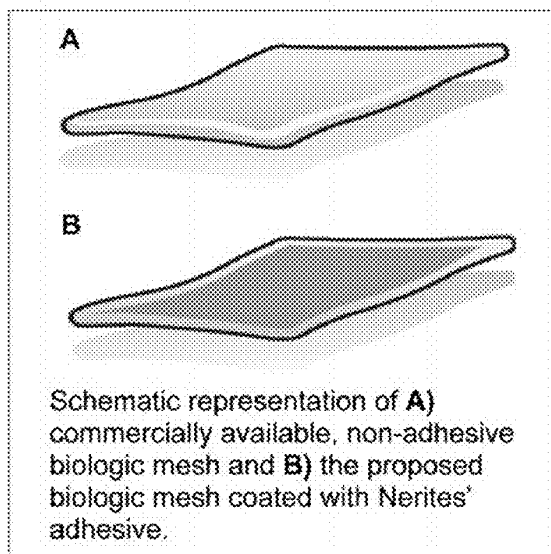 A
B
Schematic representation of A)
commercially available, non-adhesive
biologic mesh and B) the proposed
biologic mesh coated with Nerites'
adhesive.